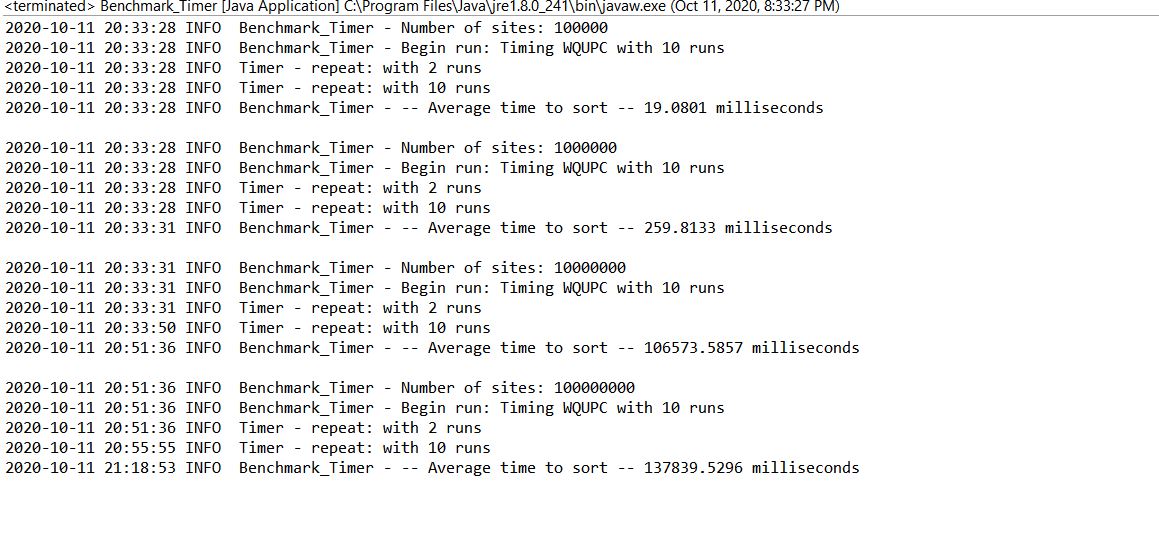 <terminated> Benchmark_Timer [Java Application] C:\Program Files\Java\jre1.8.0_241\bin\javaw.exe (Oct 11, 2020, 8:33:27 PM)
2020-10-11 20:33:28 INFO  Benchmark_Timer - Number of sites: 100000
2020-10-11 20:33:28 INFO  Benchmark_Timer - Begin run: Timing WQUPC with 10 runs
2020-10-11 20:33:28 INFO  Timer - repeat: with 2 runs
2020-10-11 20:33:28 INFO  Timer - repeat: with 10 runs
2020-10-11 20:33:28 INFO  Benchmark_Timer - -- Average time to sort -- 19.0801 milliseconds

2020-10-11 20:33:28 INFO  Benchmark_Timer - Number of sites: 1000000
2020-10-11 20:33:28 INFO  Benchmark_Timer - Begin run: Timing WQUPC with 10 runs
2020-10-11 20:33:28 INFO  Timer - repeat: with 2 runs
2020-10-11 20:33:28 INFO  Timer - repeat: with 10 runs
2020-10-11 20:33:31 INFO  Benchmark_Timer - -- Average time to sort -- 259.8133 milliseconds

2020-10-11 20:33:31 INFO  Benchmark_Timer - Number of sites: 10000000
2020-10-11 20:33:31 INFO  Benchmark_Timer - Begin run: Timing WQUPC with 10 runs
2020-10-11 20:33:31 INFO  Timer - repeat: with 2 runs
2020-10-11 20:33:50 INFO  Timer - repeat: with 10 runs
2020-10-11 20:51:36 INFO  Benchmark_Timer - -- Average time to sort -- 106573.5857 milliseconds

2020-10-11 20:51:36 INFO  Benchmark_Timer - Number of sites: 100000000
2020-10-11 20:51:36 INFO  Benchmark_Timer - Begin run: Timing WQUPC with 10 runs
2020-10-11 20:51:36 INFO  Timer - repeat: with 2 runs
2020-10-11 20:55:55 INFO  Timer - repeat: with 10 runs
2020-10-11 21:18:53 INFO  Benchmark_Timer - -- Average time to sort -- 137839.5296 milliseconds